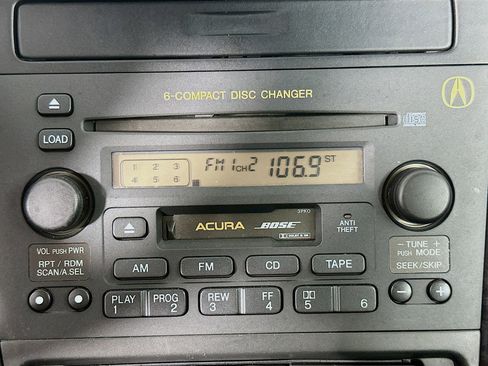 6-COMPACT DISC CHANGER
LOAD
1 2 3
4 5 6
FM1 CH2 106.9 ST
3PK0
ACURA BOSE
ANTI
THEFT
VOL PUSH PWR
RPT / RDM
SCAN/A.SEL
− TUNE +
PUSH MODE
SEEK/SKIP
AM FM CD TAPE
PLAY PROG REW FF
1 2 3 4 5 6
− +